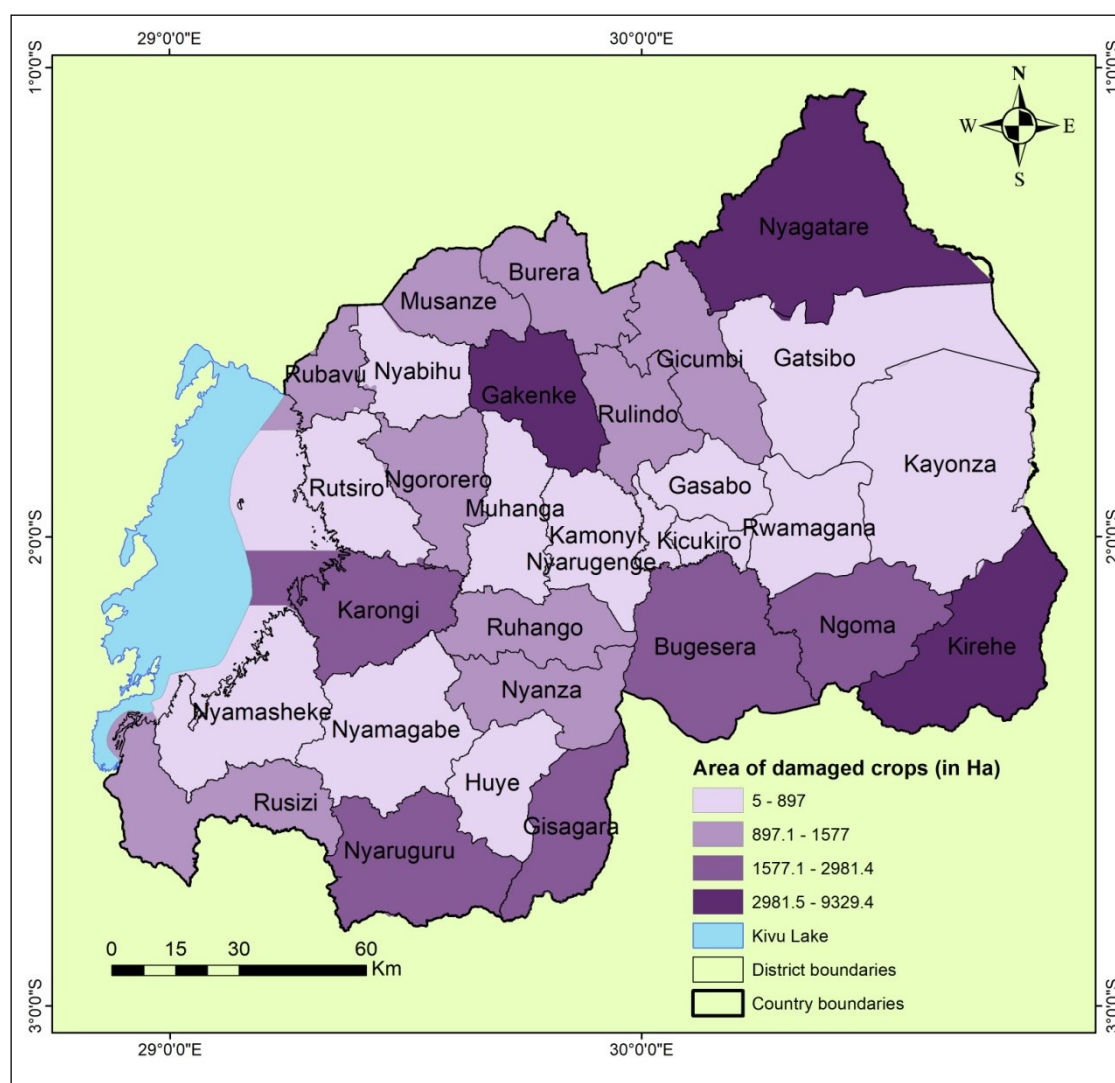 29°0'0"E 30°0'0"E
1°0'0"S 1°0'0"S
N
W E
S
Nyagatare
Burera
Musanze
Gicumbi
Gatsibo
Rubavu
Nyabihu
Gakenke
Rulindo
Kayonza
Rutsiro
Ngororero
Muhanga
Gasabo
Kamonyi
Kicukiro
Rwamagana
Nyarugenge
2°0'0"S 2°0'0"S
Karongi
Ruhango
Bugesera
Ngoma
Kirehe
Nyanza
Nyamasheke
Nyamagabe
Huye
Rusizi
Gisagara
Nyaruguru
Area of damaged crops (in Ha)
5 - 897
897.1 - 1577
1577.1 - 2981.4
2981.5 - 9329.4
Kivu Lake
District boundaries
Country boundaries
0 15 30 60
Km
3°0'0"S 3°0'0"S
29°0'0"E 30°0'0"E